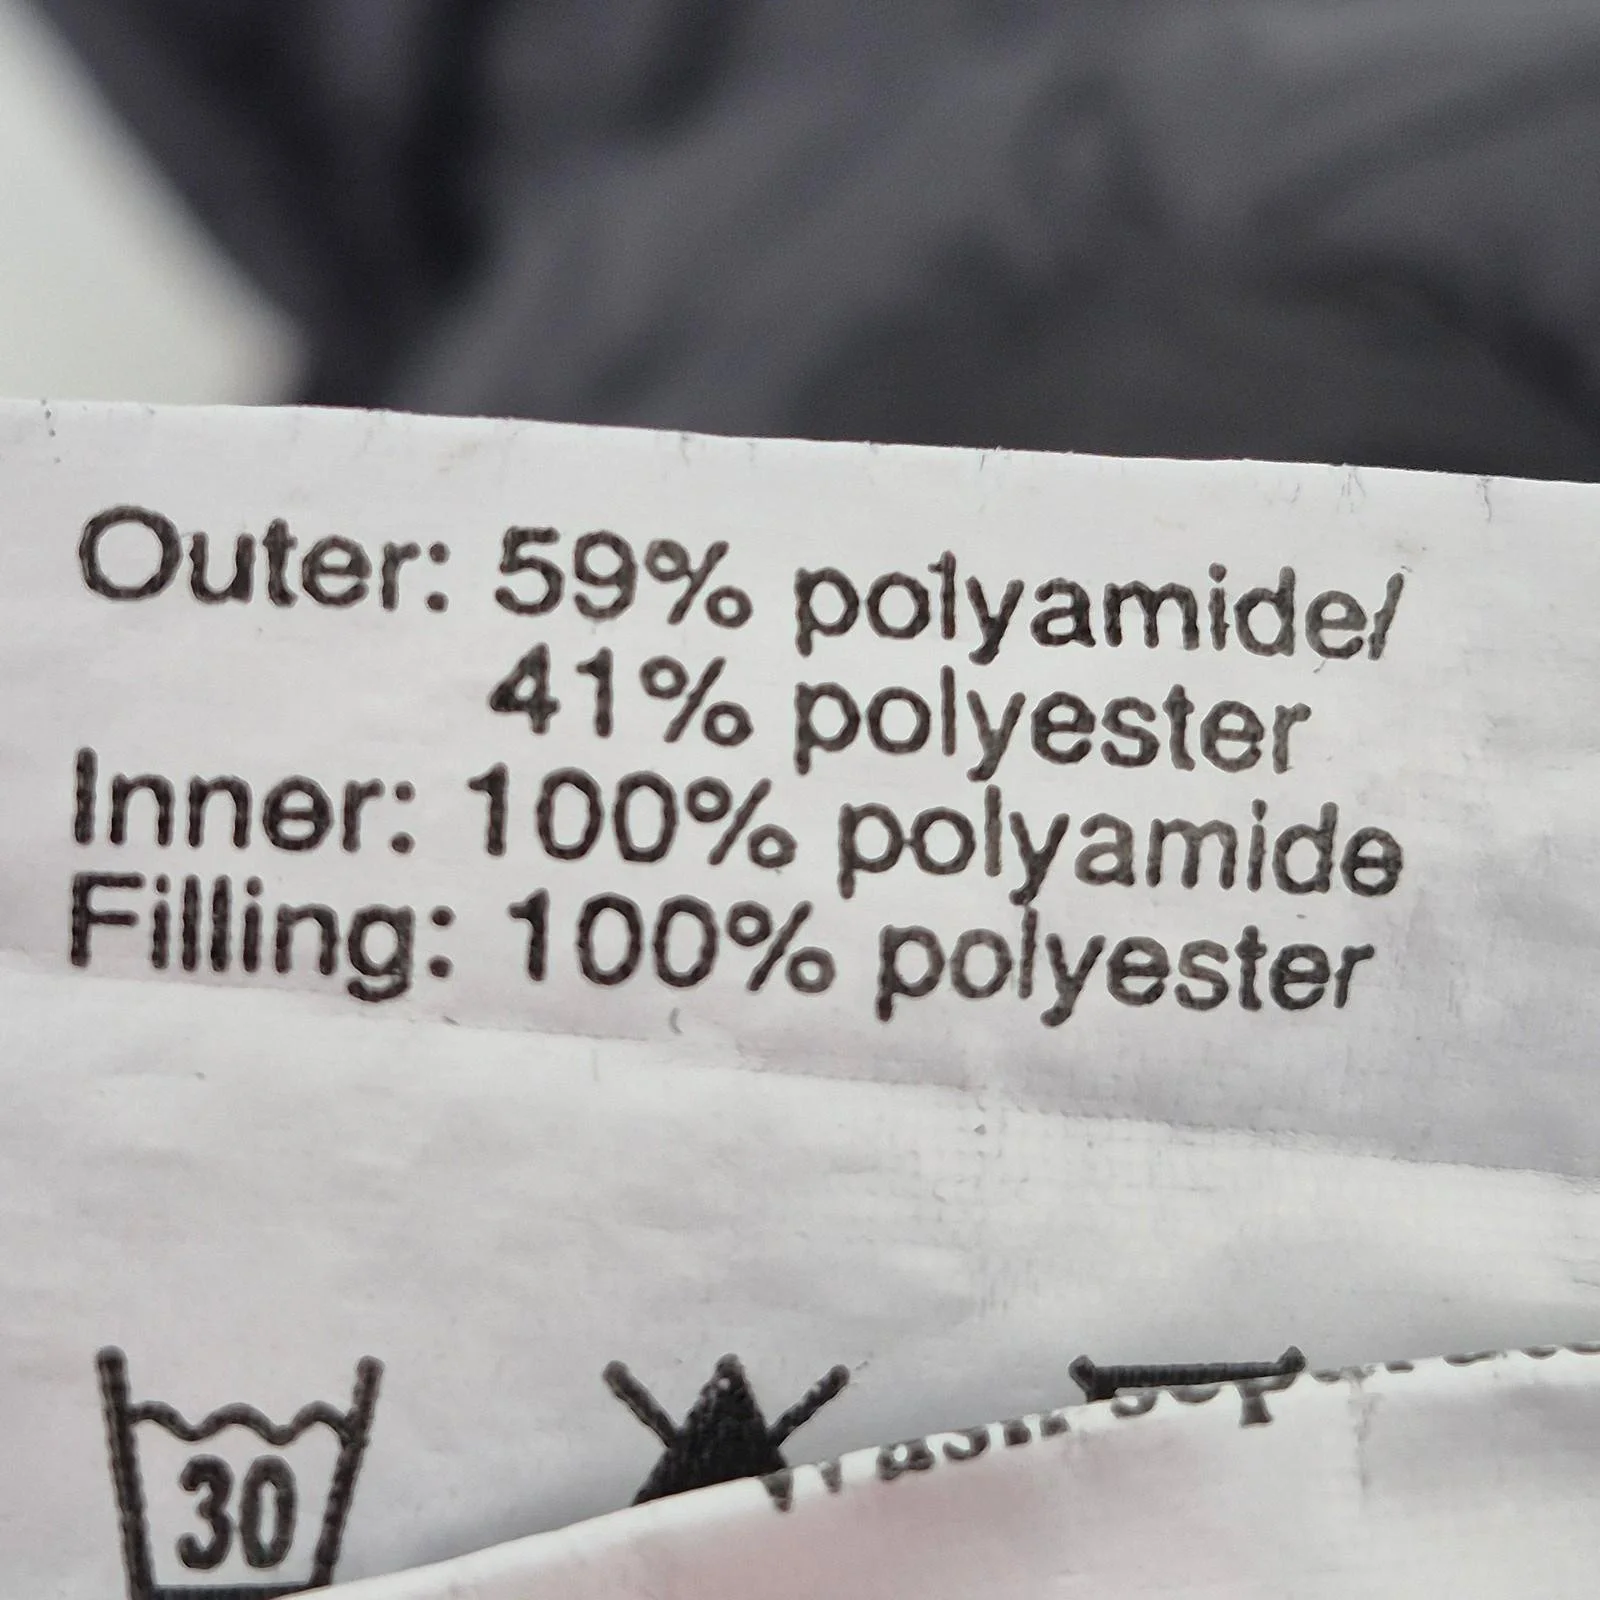 Outer: 59% polyamide/
41% polyester
Inner: 100% polyamide
Filling: 100% polyester
30